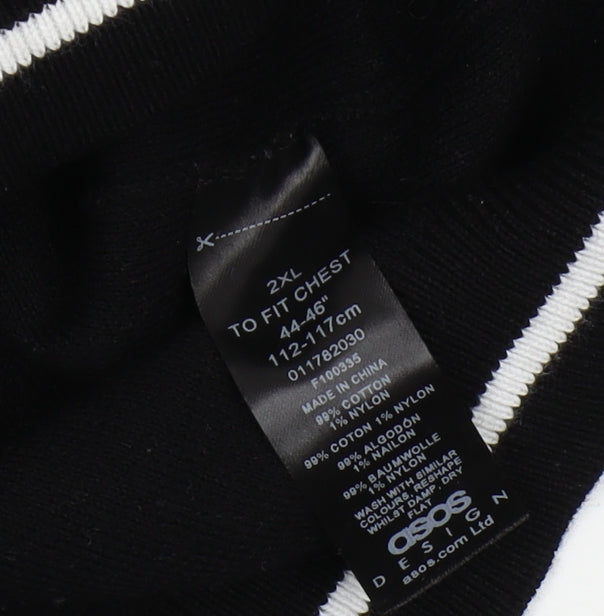 2XL
TO FIT CHEST
44-46"
112-117cm
011782030
F100335
MADE IN CHINA
99% COTTON
1% NYLON
99% COTON 1% NYLON
99% ALGODÓN
1% NAILON
99% BAUMWOLLE
1% NYLON
WASH WITH SIMILAR
COLOURS, RESHAPE
WHILST DAMP, DRY
FLAT
asos
DESIGN
asos.com Ltd